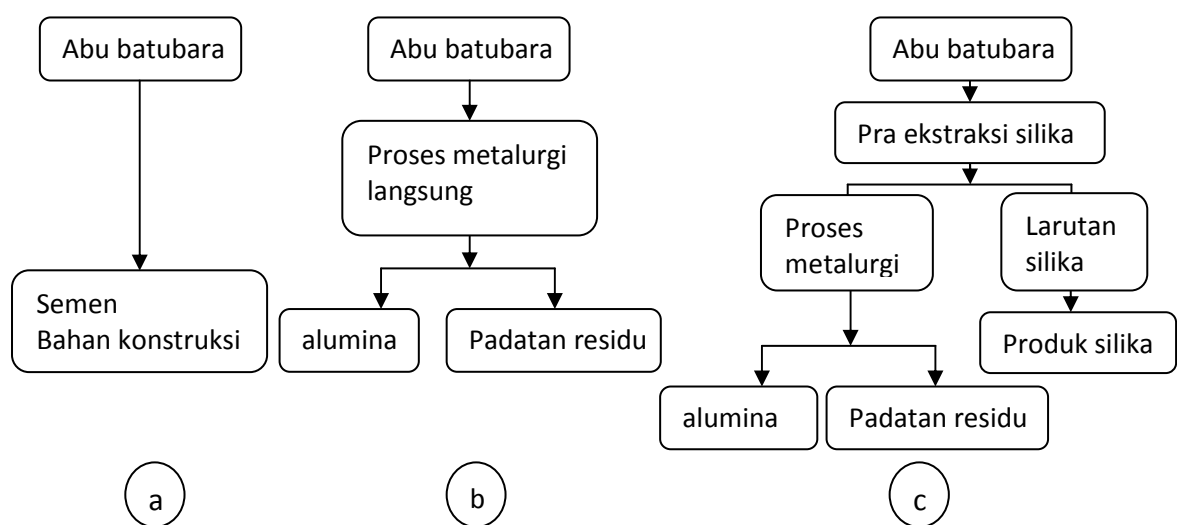 Abu batubara
Semen
Bahan konstruksi
a
Abu batubara
Proses metalurgi
langsung
alumina
Padatan residu
b
Abu batubara
Pra ekstraksi silika
Proses
metalurgi
Larutan
silika
Produk silika
alumina
Padatan residu
c